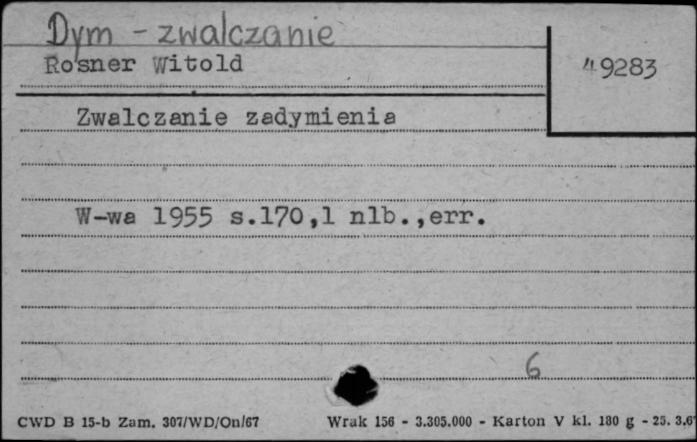 Dym - zwalczanie
Rosner Witold
49283
Zwalczanie zadymienia
W-wa 1955 s.170,1 nlb.,err.
6
CWD B 15-b Zam. 307/WD/On/67 Wrak 156 - 3.305.000 - Karton V kl. 180 g - 25. 3.6